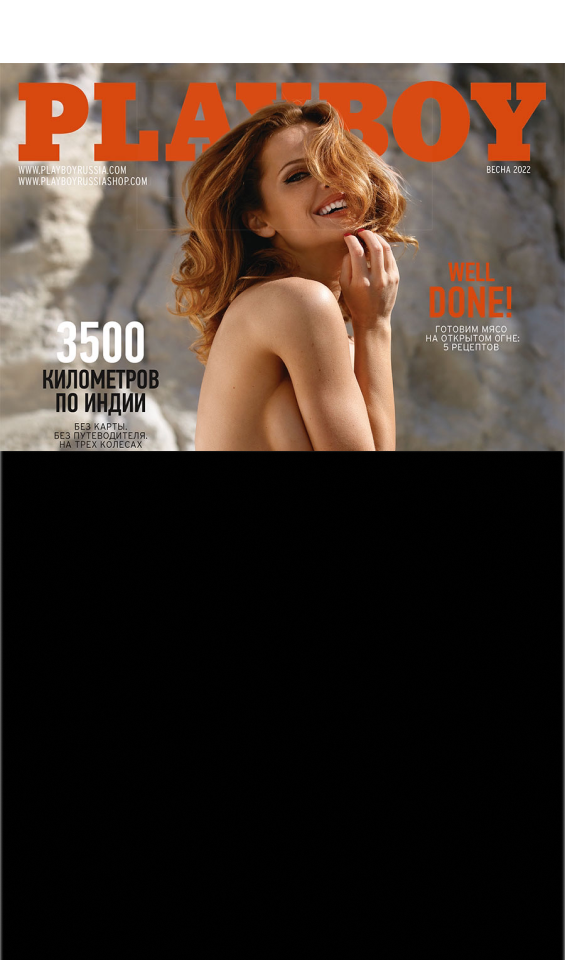 PLAYBOY
WWW.PLAYBOYRUSSIA.COM
WWW.PLAYBOYRUSSIASHOP.COM
ВЕСНА 2022
WELL
DONE!
ГОТОВИМ МЯСО
НА ОТКРЫТОМ ОГНЕ:
5 РЕЦЕПТОВ
3500
КИЛОМЕТРОВ
ПО ИНДИИ
БЕЗ КАРТЫ.
БЕЗ ПУТЕВОДИТЕЛЯ.
НА ТРЕХ КОЛЕСАХ